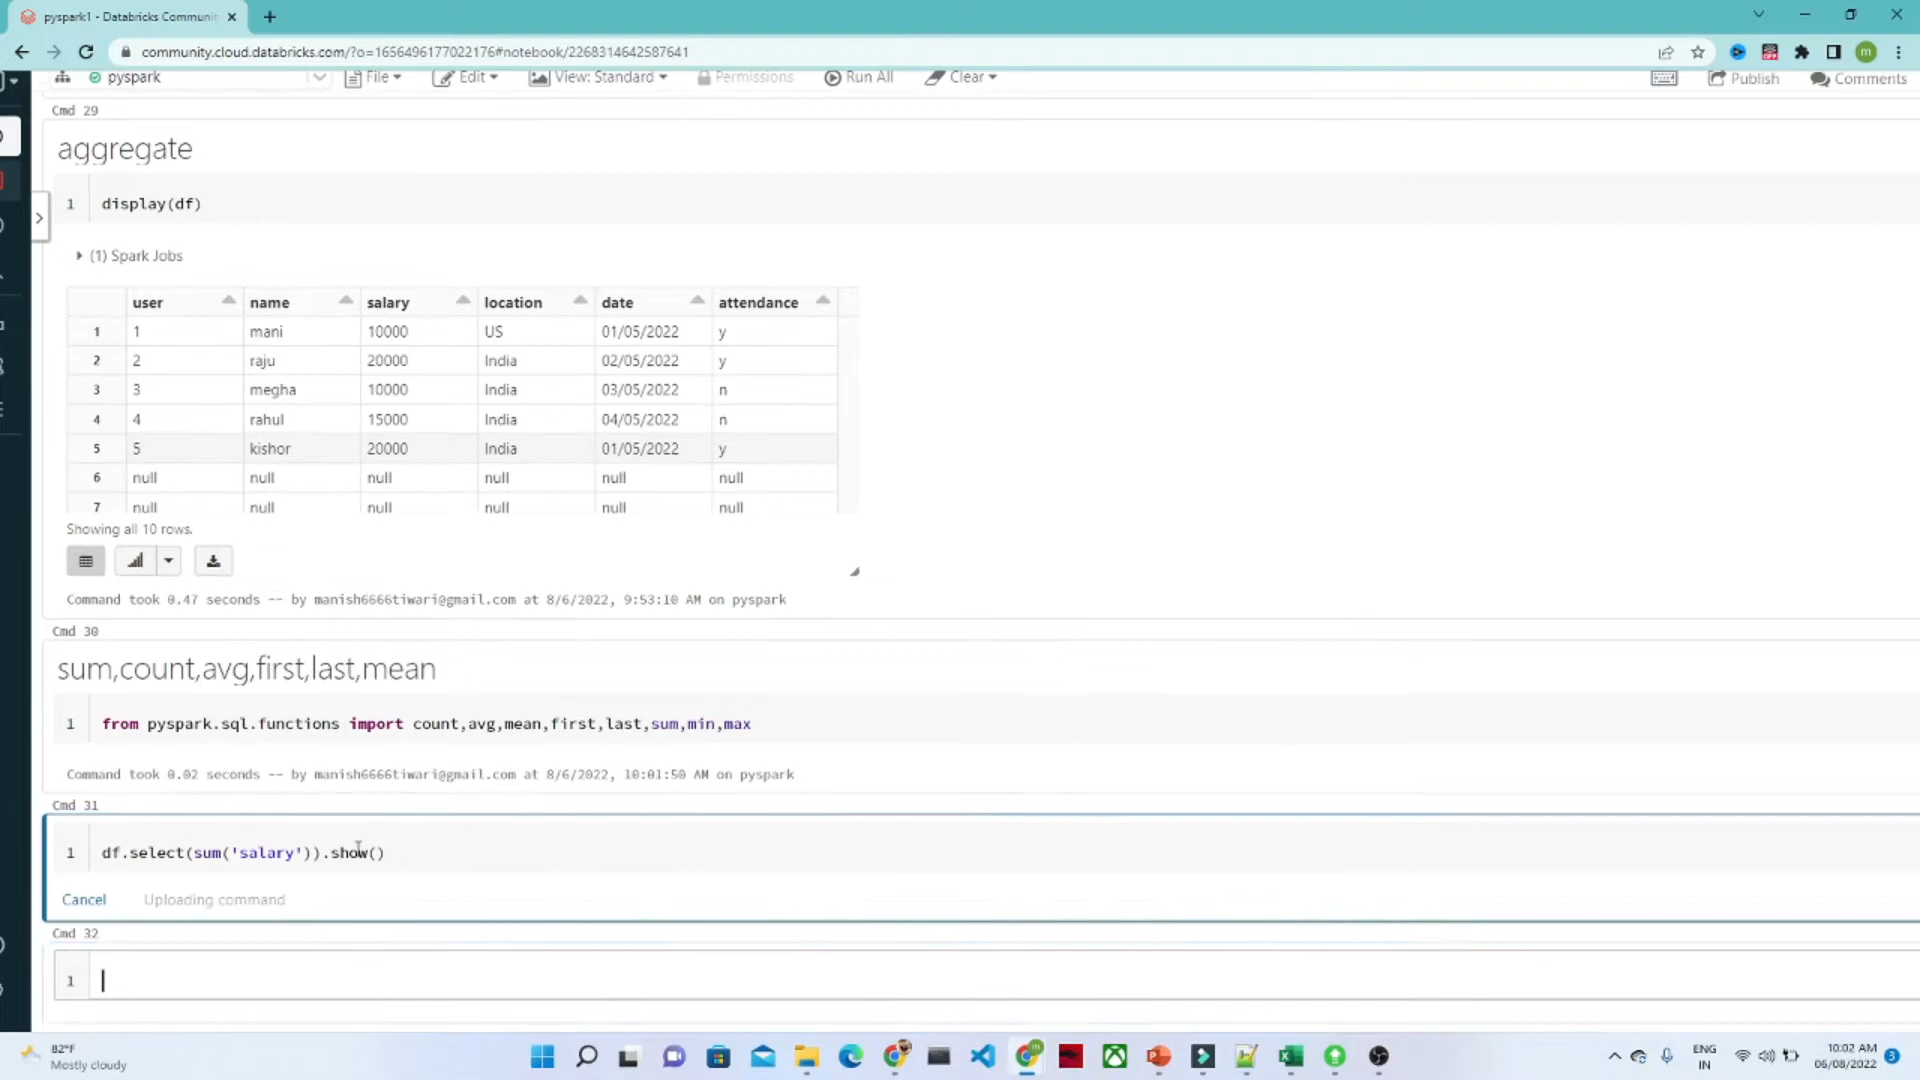 pyspark1 - Databricks Communit
community.cloud.databricks.com/?o=1656496177022176#notebook/2268314642587641
m
pyspark File Edit View: Standard Permissions Run All Clear Publish Comments
Cmd 29
aggregate
1 display(df)
(1) Spark Jobs
user name salary location date attendance
1 1 mani 10000 US 01/05/2022 y
2 2 raju 20000 India 02/05/2022 y
3 3 megha 10000 India 03/05/2022 n
4 4 rahul 15000 India 04/05/2022 n
5 5 kishor 20000 India 01/05/2022 y
6 null null null null null null
7 null null null null null null
Showing all 10 rows.
Command took 0.47 seconds -- by manish6666tiwari@gmail.com at 8/6/2022, 9:53:10 AM on pyspark
Cmd 30
sum,count,avg,first,last,mean
1 from pyspark.sql.functions import count,avg,mean,first,last,sum,min,max
Command took 0.02 seconds -- by manish6666tiwari@gmail.com at 8/6/2022, 10:01:50 AM on pyspark
Cmd 31
1 df.select(sum('salary')).show()
Cancel Uploading command
Cmd 32
1
82°F
Mostly cloudy
ENG
IN
10:02 AM
06/08/2022
3